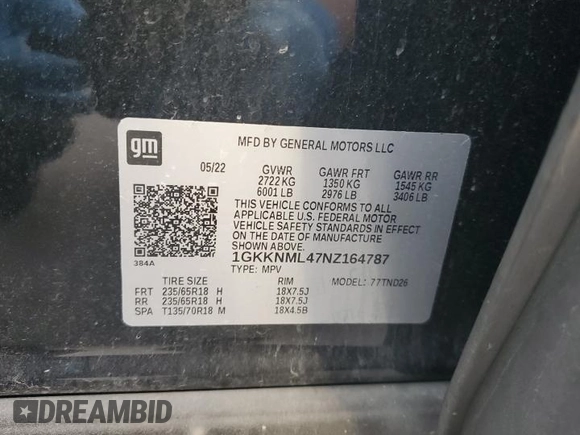 gm
MFD BY GENERAL MOTORS LLC
05/22 GVWR GAWR FRT GAWR RR
2722 KG 1350 KG 1545 KG
6001 LB 2976 LB 3406 LB
THIS VEHICLE CONFORMS TO ALL
APPLICABLE U.S. FEDERAL MOTOR
VEHICLE SAFETY AND THEFT PREVENTION
STANDARDS IN EFFECT ON THE DATE OF MANUFACTURE
SHOWN ABOVE.
384A
1GKKNML47NZ164787
TYPE: MPV MODEL: 77TND26
TIRE SIZE RIM
FRT 235/65R18 H 18X7.5J
RR 235/65R18 H 18X7.5J
SPA T135/70R18 M 18X4.5B
DREAMBID